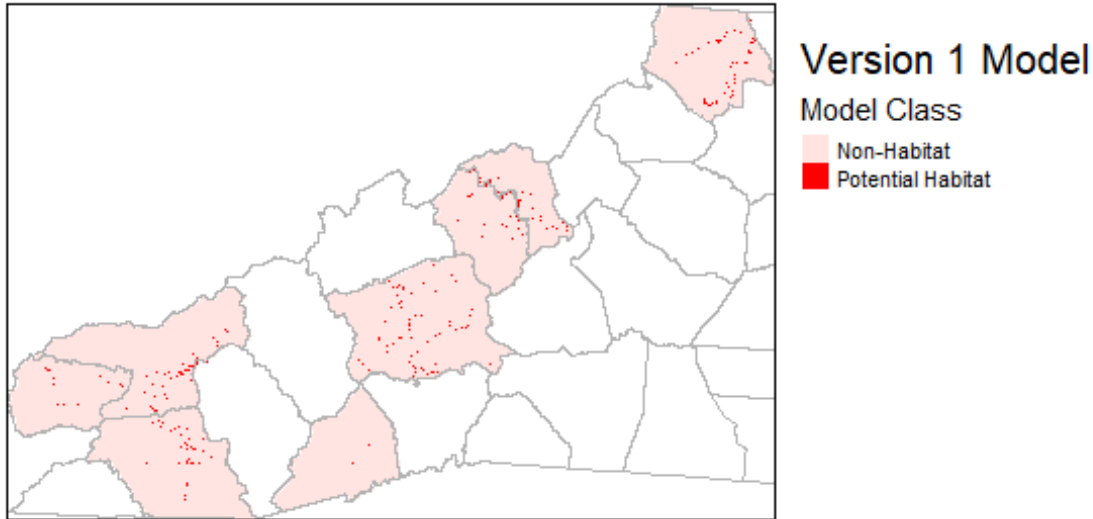 Version 1 Model
Model Class
Non-Habitat
Potential Habitat